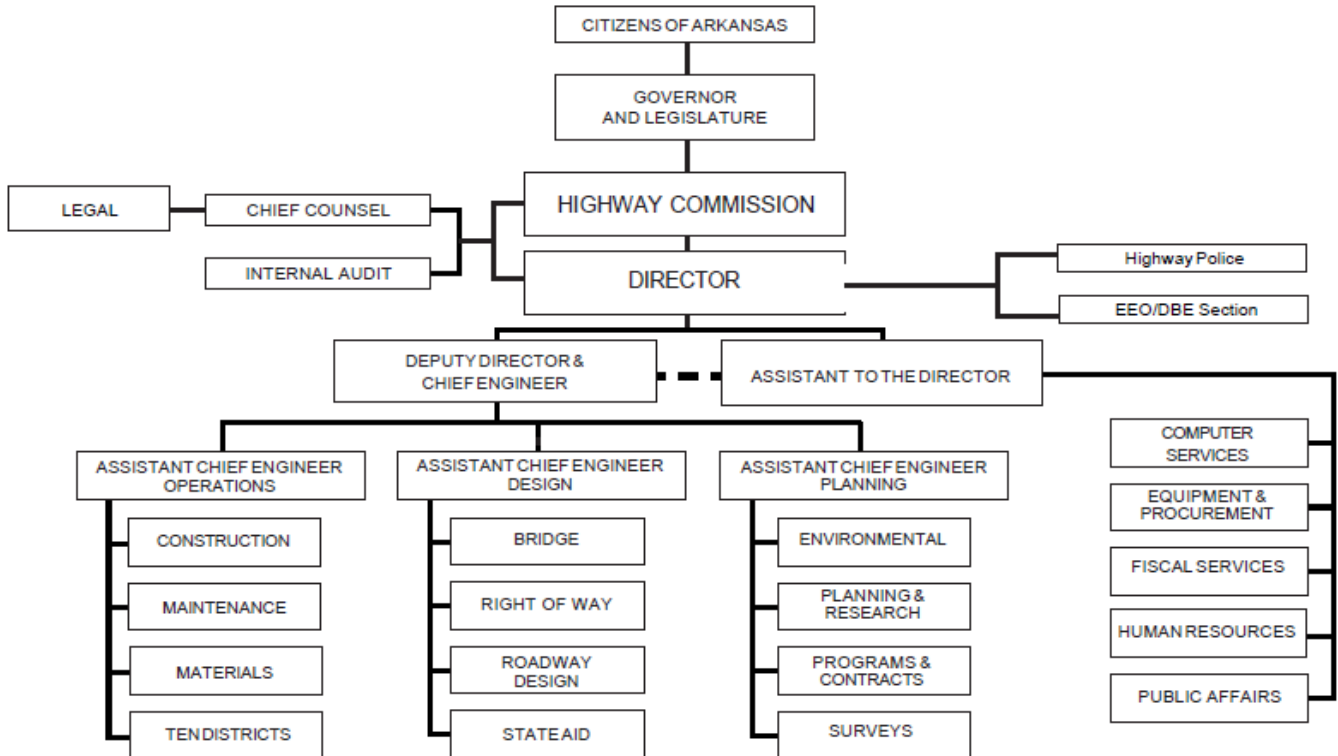 CITIZENS OF ARKANSAS
GOVERNOR
AND LEGISLATURE
HIGHWAY COMMISSION
LEGAL
CHIEF COUNSEL
INTERNAL AUDIT
DIRECTOR
Highway Police
EEO/DBE Section
DEPUTY DIRECTOR &
CHIEF ENGINEER
ASSISTANT TO THE DIRECTOR
ASSISTANT CHIEF ENGINEER
OPERATIONS
CONSTRUCTION
MAINTENANCE
MATERIALS
TEN DISTRICTS
ASSISTANT CHIEF ENGINEER
DESIGN
BRIDGE
RIGHT OF WAY
ROADWAY
DESIGN
STATE AID
ASSISTANT CHIEF ENGINEER
PLANNING
ENVIRONMENTAL
PLANNING &
RESEARCH
PROGRAMS &
CONTRACTS
SURVEYS
COMPUTER
SERVICES
EQUIPMENT &
PROCUREMENT
FISCAL SERVICES
HUMAN RESOURCES
PUBLIC AFFAIRS